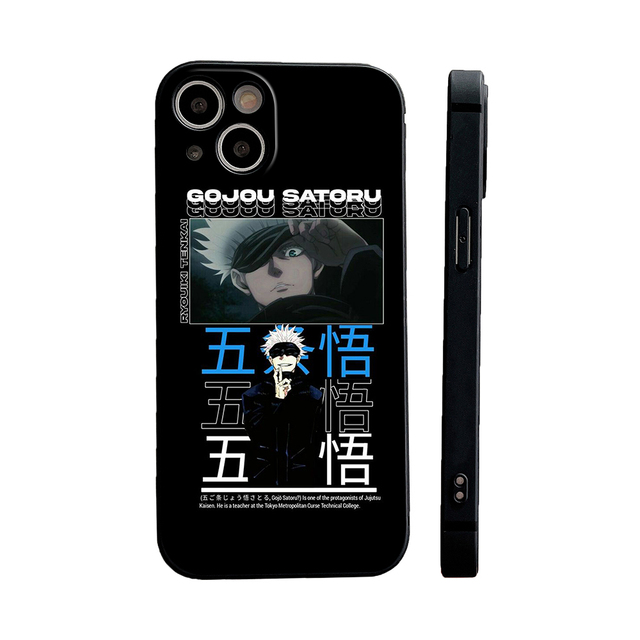 GOJOU SATORU
GOJOU SATORU
GOJOU SATORU
RYOUIKI TENKAI
五条悟
五 悟
五 悟
(五ご条じょう悟さとる, Gojō Satoru?) Is one of the protagonists of Jujutsu
Kaisen. He is a teacher at the Tokyo Metropolitan Curse Technical College.